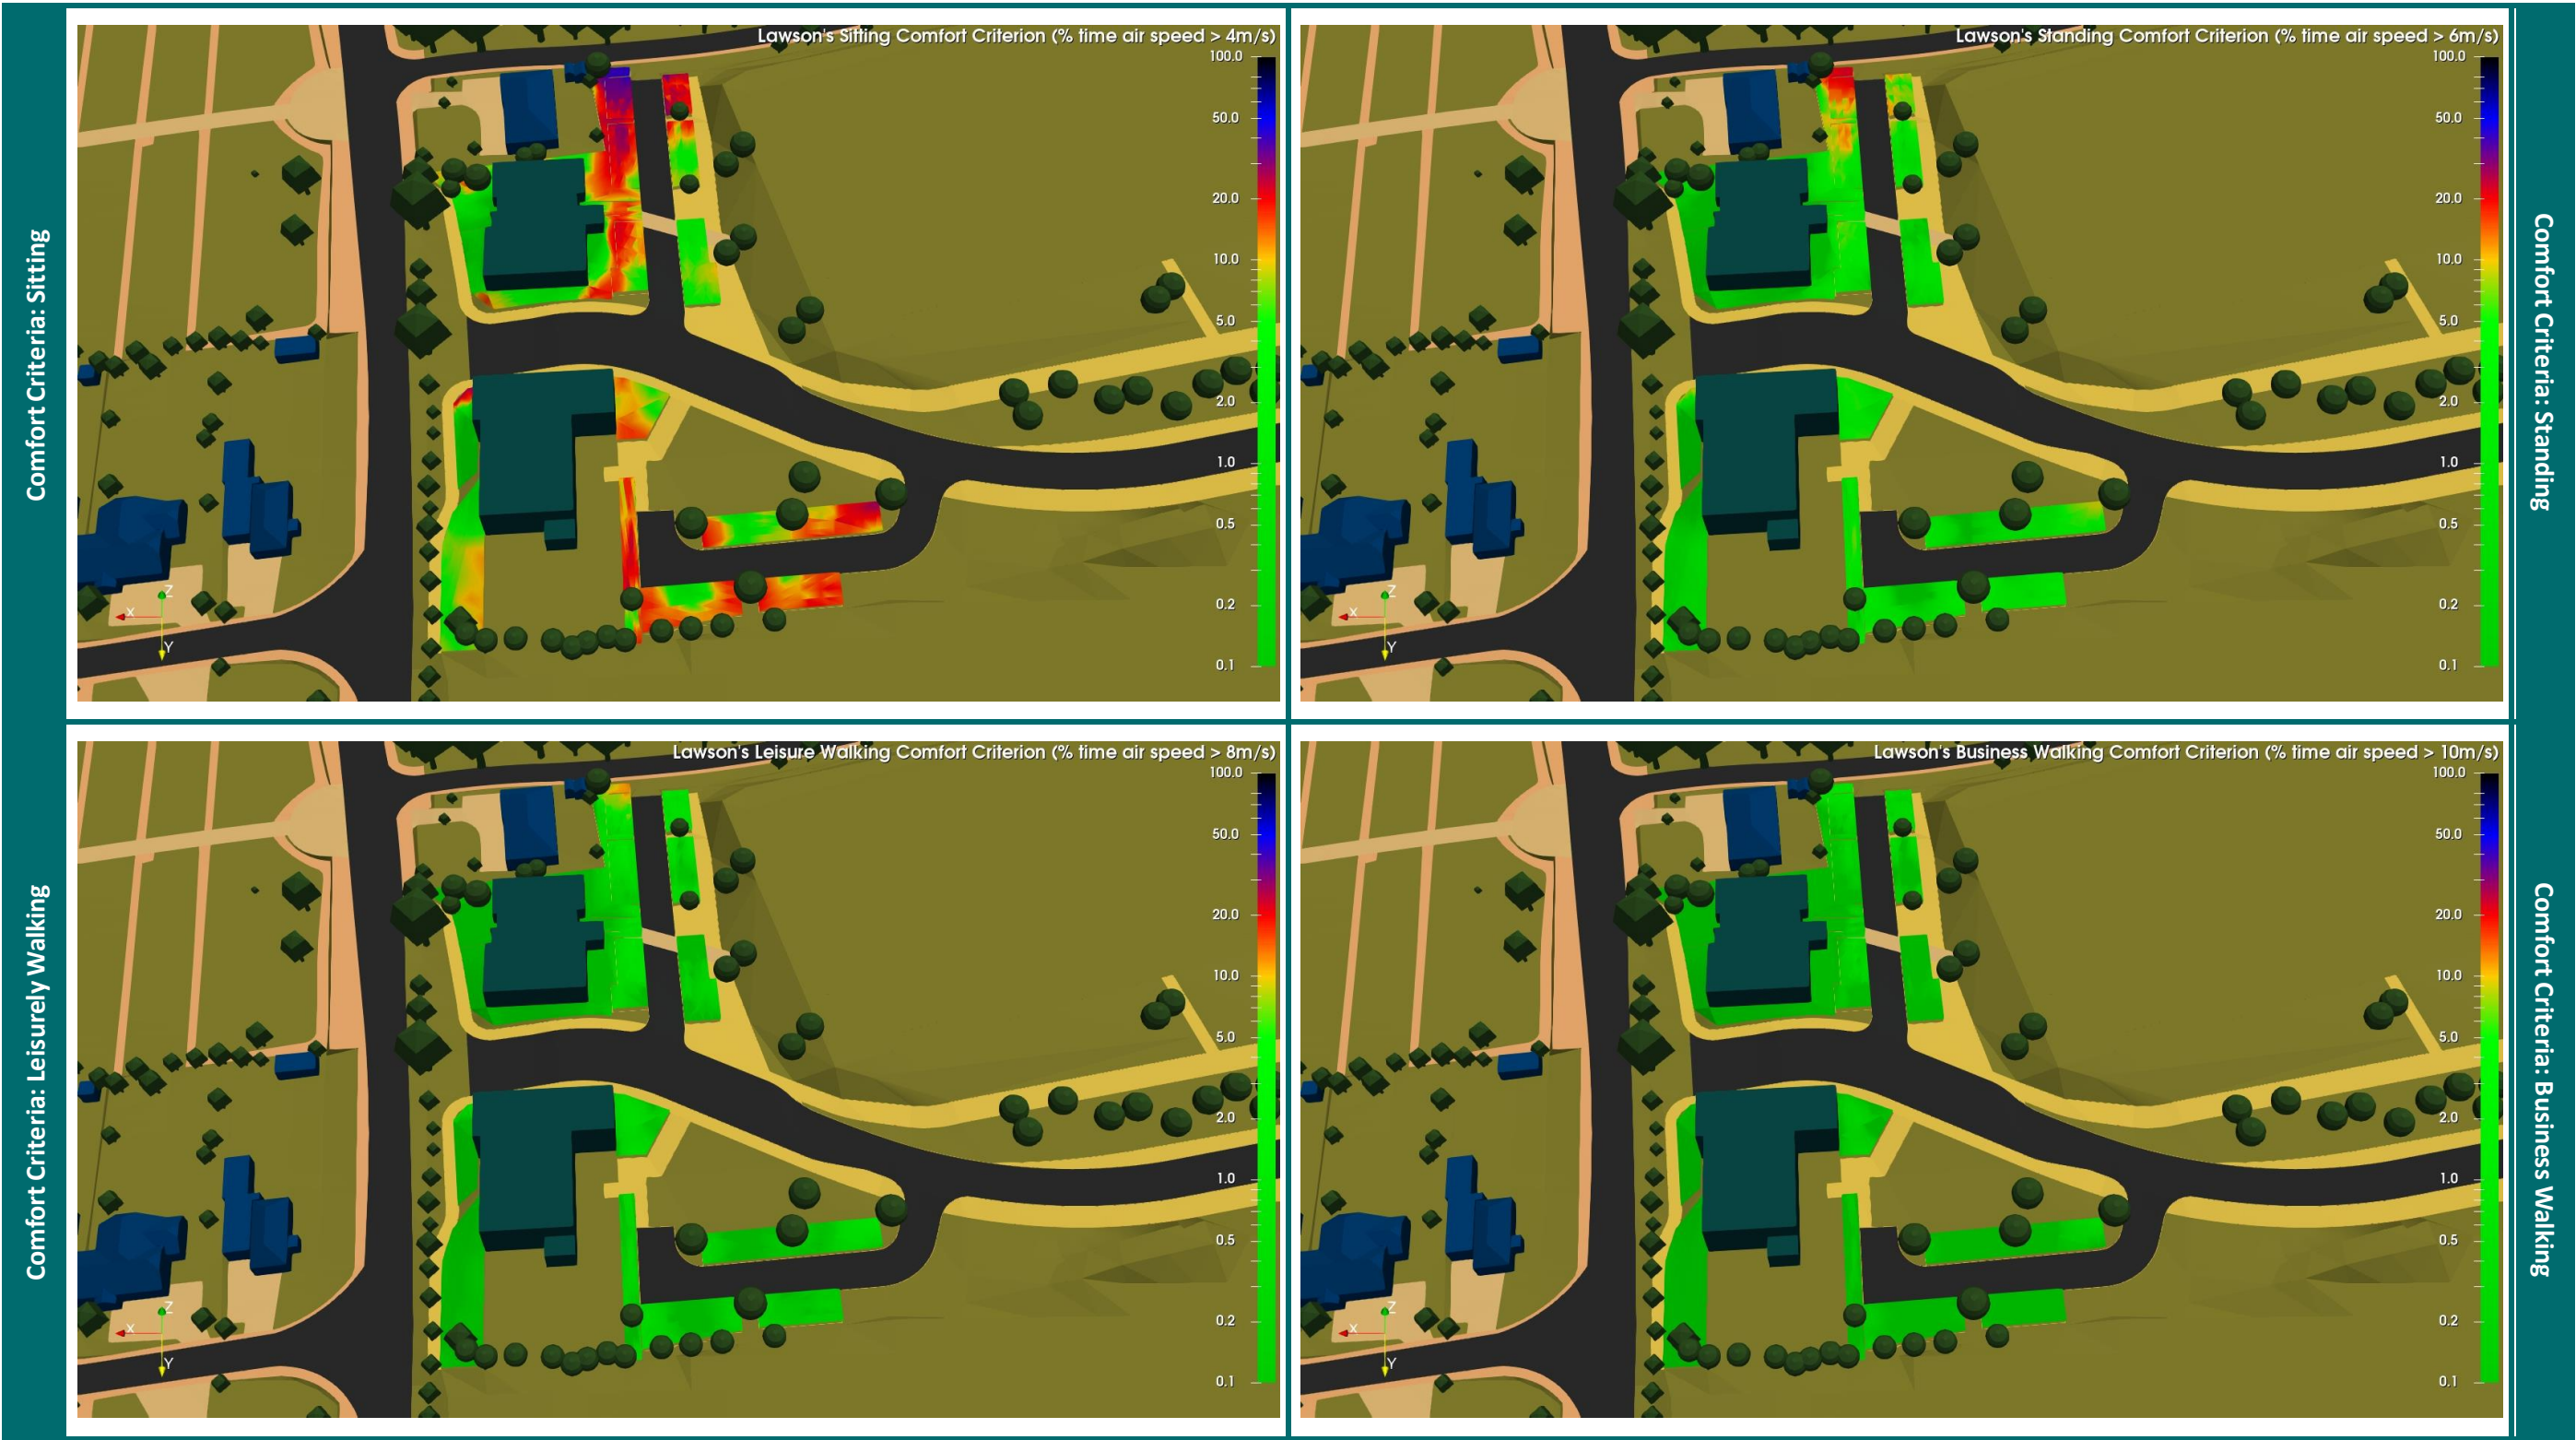 Comfort Criteria: Sitting
Lawson's Sitting Comfort Criterion (% time air speed > 4m/s)
100.0
50.0
20.0
10.0
5.0
2.0
1.0
0.5
0.2
0.1
X
Z
Y
Lawson's Standing Comfort Criterion (% time air speed > 6m/s)
100.0
50.0
20.0
10.0
5.0
2.0
1.0
0.5
0.2
0.1
X
Z
Y
Comfort Criteria: Standing
Comfort Criteria: Leisurely Walking
Lawson's Leisure Walking Comfort Criterion (% time air speed > 8m/s)
100.0
50.0
20.0
10.0
5.0
2.0
1.0
0.5
0.2
0.1
X
Z
Y
Lawson's Business Walking Comfort Criterion (% time air speed > 10m/s)
100.0
50.0
20.0
10.0
5.0
2.0
1.0
0.5
0.2
0.1
X
Z
Y
Comfort Criteria: Business Walking